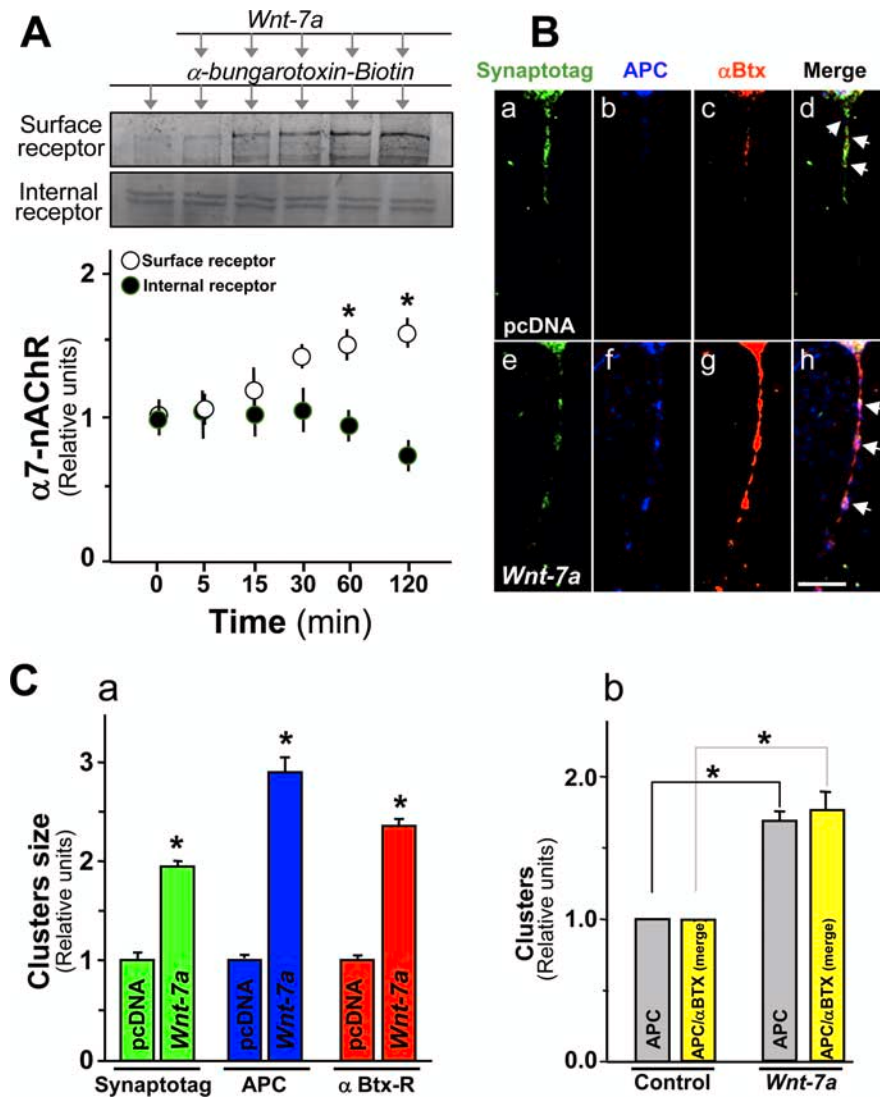 A
Wnt-7a
α-bungarotoxin-Biotin
Surface receptor
Internal receptor
Surface receptor
Internal receptor
α7-nAChR
(Relative units)
2
1
0
* *
0 5 15 30 60 120
Time (min)
B
Synaptotag APC αBtx Merge
a b c d
pcDNA
e f g h
Wnt-7a
C
a
Clusters size
(Relative units)
3
2
1
0
* * *
pcDNA Wnt-7a pcDNA Wnt-7a pcDNA Wnt-7a
Synaptotag APC α Btx-R
b
Clusters
(Relative units)
2.0
1.0
0.0
* *
APC APC/αBTX (merge) APC APC/αBTX (merge)
Control Wnt-7a